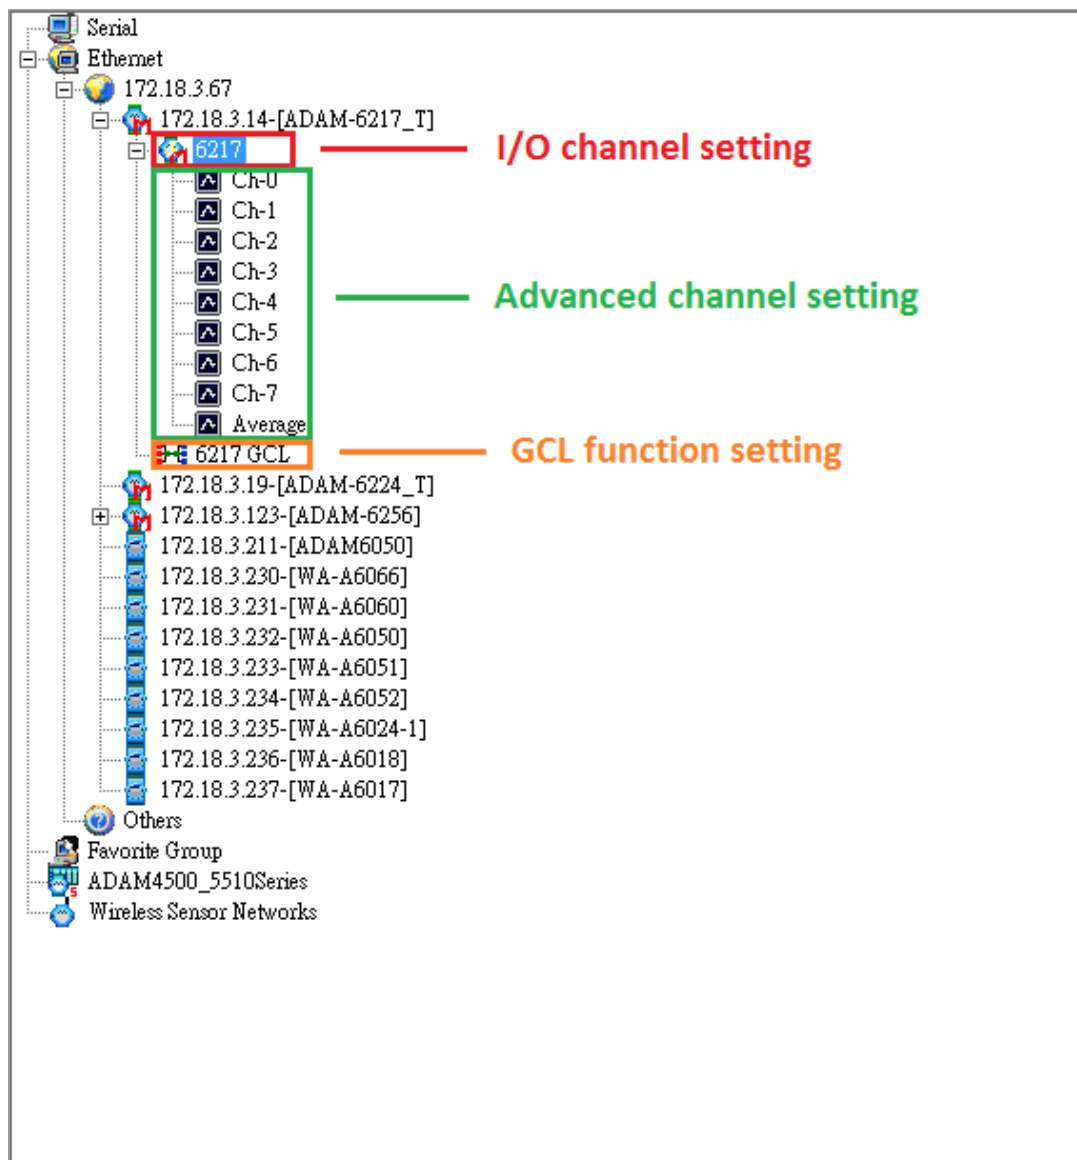 Serial
Ethernet
172.18.3.67
172.18.3.14-[ADAM-6217_T]
6217
I/O channel setting
Ch-0
Ch-1
Ch-2
Ch-3
Ch-4
Advanced channel setting
Ch-5
Ch-6
Ch-7
Average
6217 GCL
GCL function setting
172.18.3.19-[ADAM-6224_T]
172.18.3.123-[ADAM-6256]
172.18.3.211-[ADAM6050]
172.18.3.230-[WA-A6066]
172.18.3.231-[WA-A6060]
172.18.3.232-[WA-A6050]
172.18.3.233-[WA-A6051]
172.18.3.234-[WA-A6052]
172.18.3.235-[WA-A6024-1]
172.18.3.236-[WA-A6018]
172.18.3.237-[WA-A6017]
Others
Favorite Group
ADAM4500_5510Series
Wireless Sensor Networks